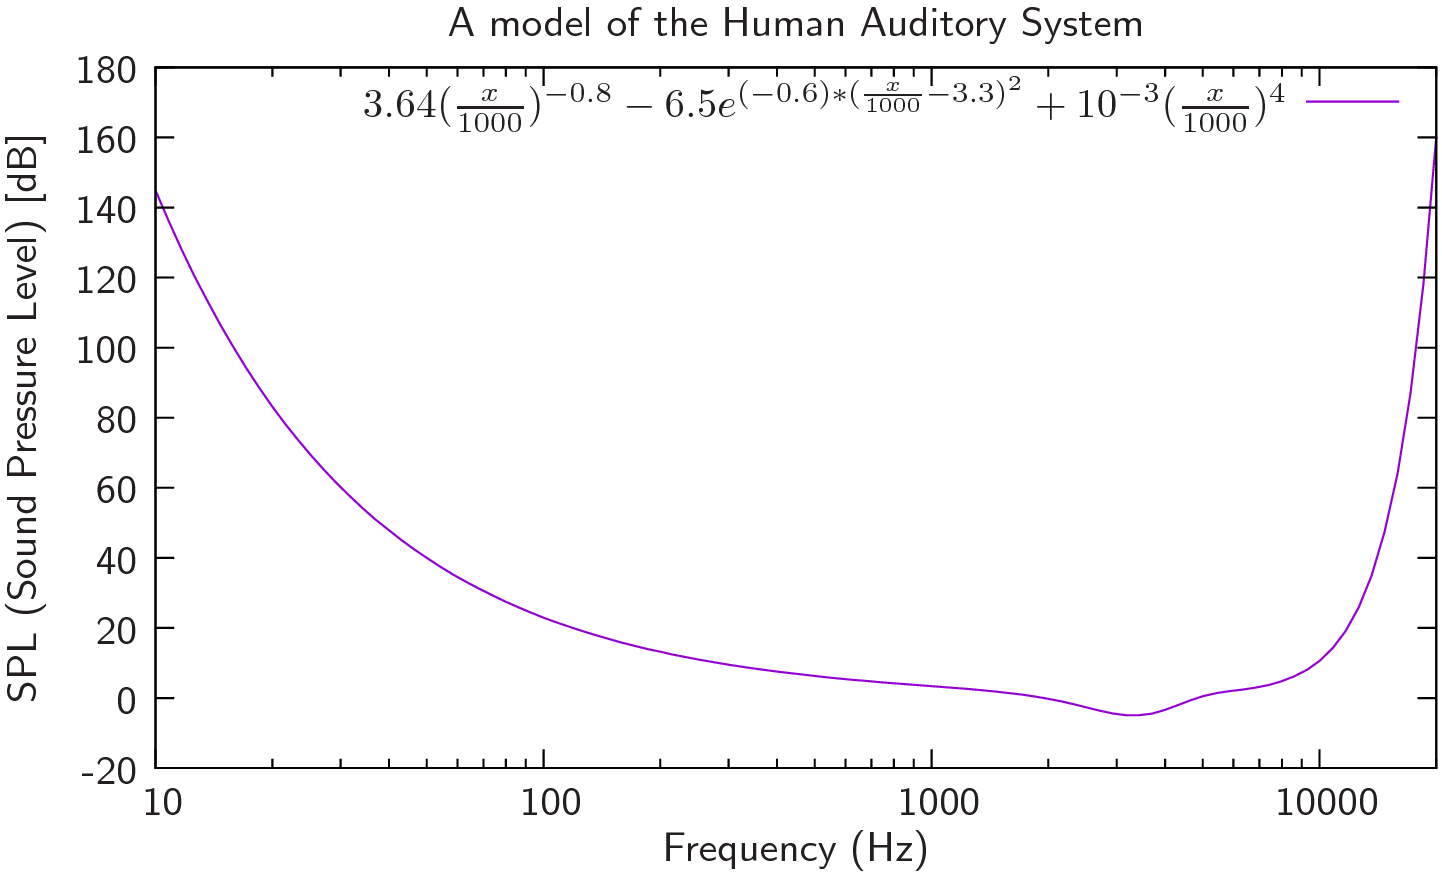 A model of the Human Auditory System
3.64(x/1000)^−0.8 − 6.5e^(−0.6)∗(x/1000−3.3)^2 + 10^−3(x/1000)^4
SPL (Sound Pressure Level) [dB]
180
160
140
120
100
80
60
40
20
0
-20
10 100 1000 10000
Frequency (Hz)